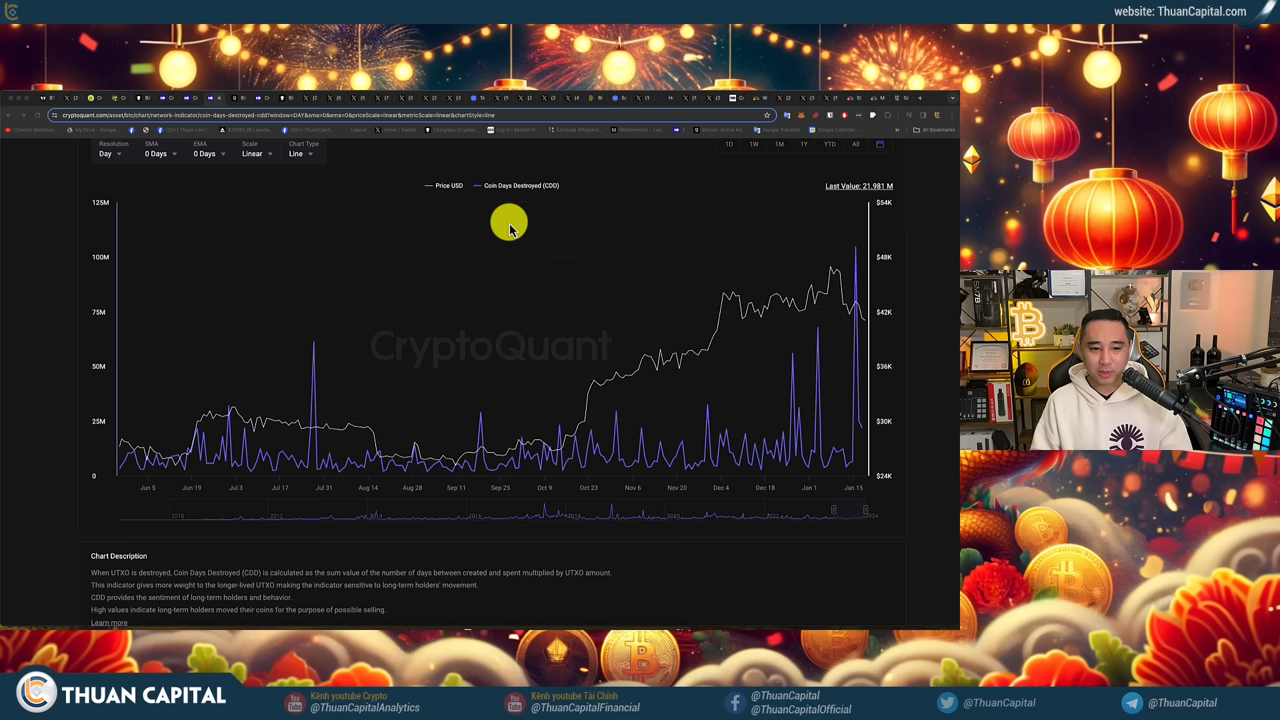 website: ThuanCapital.com
cryptoquant.com/asset/btc/chart/network-indicator/coin-days-destroyed-cdd?window=DAY&sma=0&ema=0&priceScale=linear&metricScale=linear&chartStyle=line
All Bookmarks
Resolution SMA EMA Scale Chart Type
Day 0 Days 0 Days Linear Line
1D 1W 1M 1Y YTD All
Price USD Coin Days Destroyed (CDD)
Last Value: 21.981 M
125M $54K
100M $48K
75M $42K
CryptoQuant
50M $36K
25M $30K
0 $24K
Jun 5 Jun 19 Jul 3 Jul 17 Jul 31 Aug 14 Aug 28 Sep 11 Sep 25 Oct 9 Oct 23 Nov 6 Nov 20 Dec 4 Dec 18 Jan 1 Jan 15
2010 2012 2014 2016 2018 2020 2022 2024
Chart Description
When UTXO is destroyed, Coin Days Destroyed (CDD) is calculated as the sum value of the number of days between created and spent multiplied by UTXO amount.
This indicator gives more weight to the longer-lived UTXO making the indicator sensitive to long-term holders' movement.
CDD provides the sentiment of long-term holders and behavior.
High values indicate long-term holders moved their coins for the purpose of possible selling.
Learn more
THUAN CAPITAL
Kênh youtube Crypto
@ThuanCapitalAnalytics
Kênh youtube Tài Chính
@ThuanCapitalFinancial
@ThuanCapital
@ThuanCapitalOfficial
@ThuanCapital
@ThuanCapital